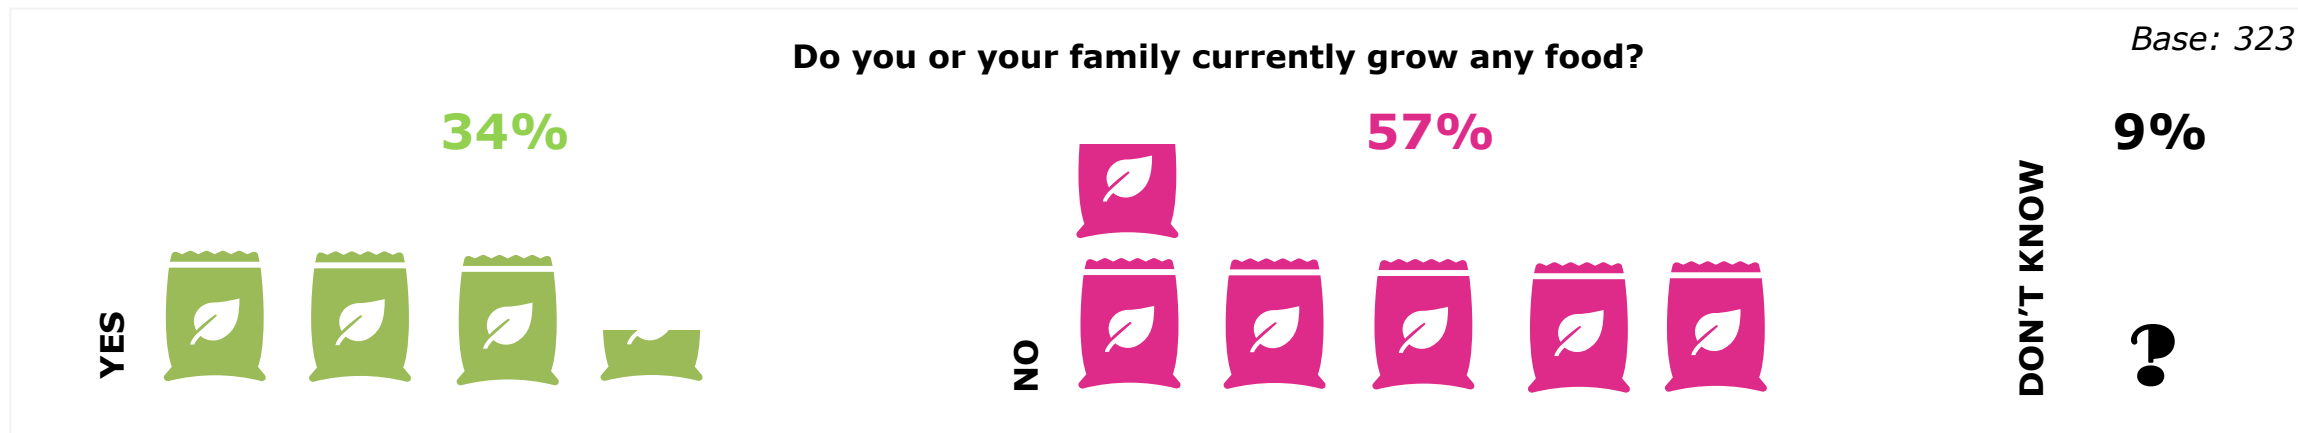 Base: 323
Do you or your family currently grow any food?
34%
57%
9%
YES
NO
DON’T KNOW
?